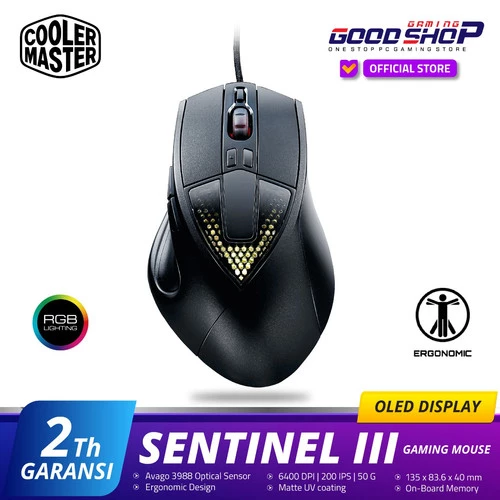 COOLER
MASTER
GAMING
GOODSHOP
ONE STOP PC GAMING STORE
OFFICIAL STORE
RGB
LIGHTING
ERGONOMIC
OLED DISPLAY
2Th
GARANSI
SENTINEL III GAMING MOUSE
Avago 3988 Optical Sensor
Ergonomic Design
6400 DPI | 200 IPS | 50 G
Matte UV coating
135 x 83.6 x 40 mm
On-Board Memory